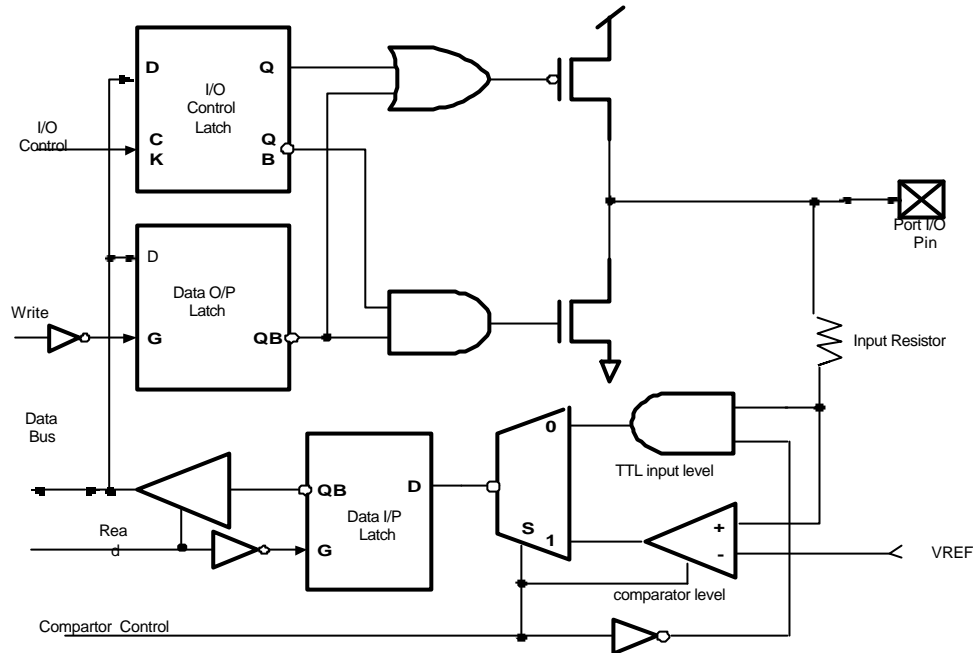 D
Q
I/O
Control
Latch
I/O
Control
C
K
Q
B
Port I/O
Pin
D
Data O/P
Latch
Write
G
QB
Input Resistor
Data
Bus
0
TTL input level
QB
D
Data I/P
Latch
Rea
d
G
S
1
+
-
VREF
comparator level
Compartor Control